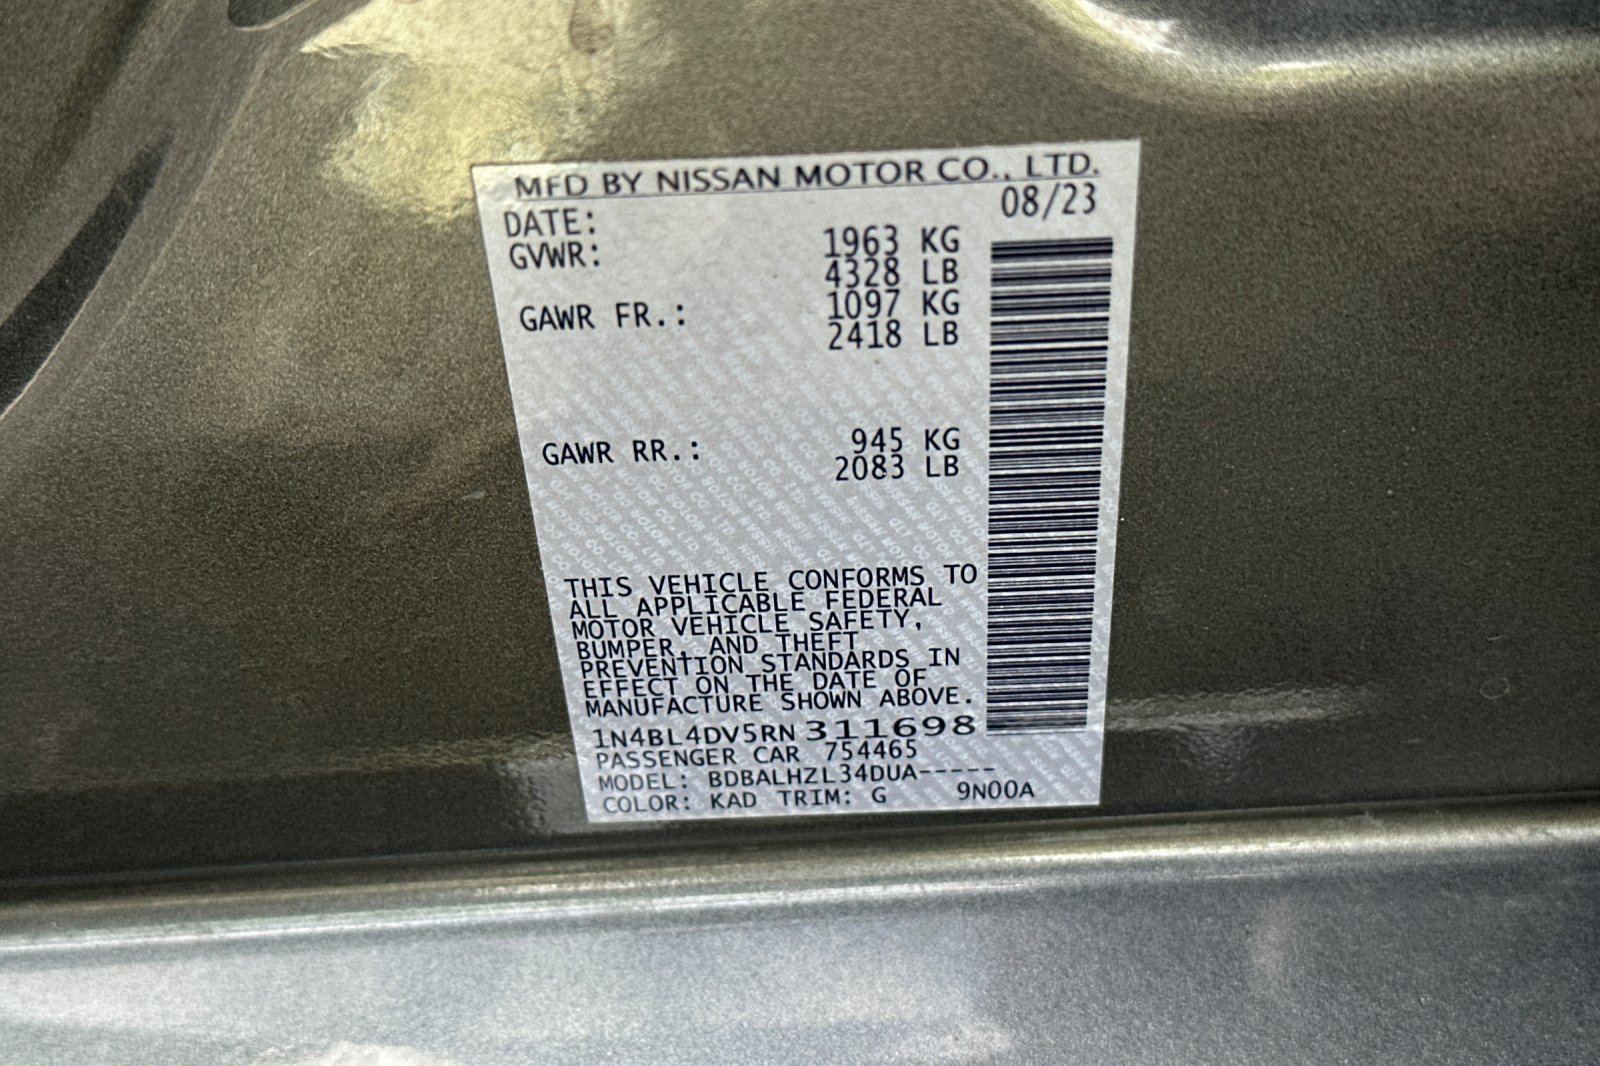 MFD BY NISSAN MOTOR CO., LTD.
DATE: 08/23
GVWR: 1963 KG
4328 LB
GAWR FR.: 1097 KG
2418 LB
GAWR RR.: 945 KG
2083 LB
THIS VEHICLE CONFORMS TO
ALL APPLICABLE FEDERAL
MOTOR VEHICLE SAFETY,
BUMPER, AND THEFT
PREVENTION STANDARDS IN
EFFECT ON THE DATE OF
MANUFACTURE SHOWN ABOVE.
1N4BL4DV5RN311698
PASSENGER CAR 754465
MODEL: BDBALHZL34DUA-----
COLOR: KAD TRIM: G 9N00A